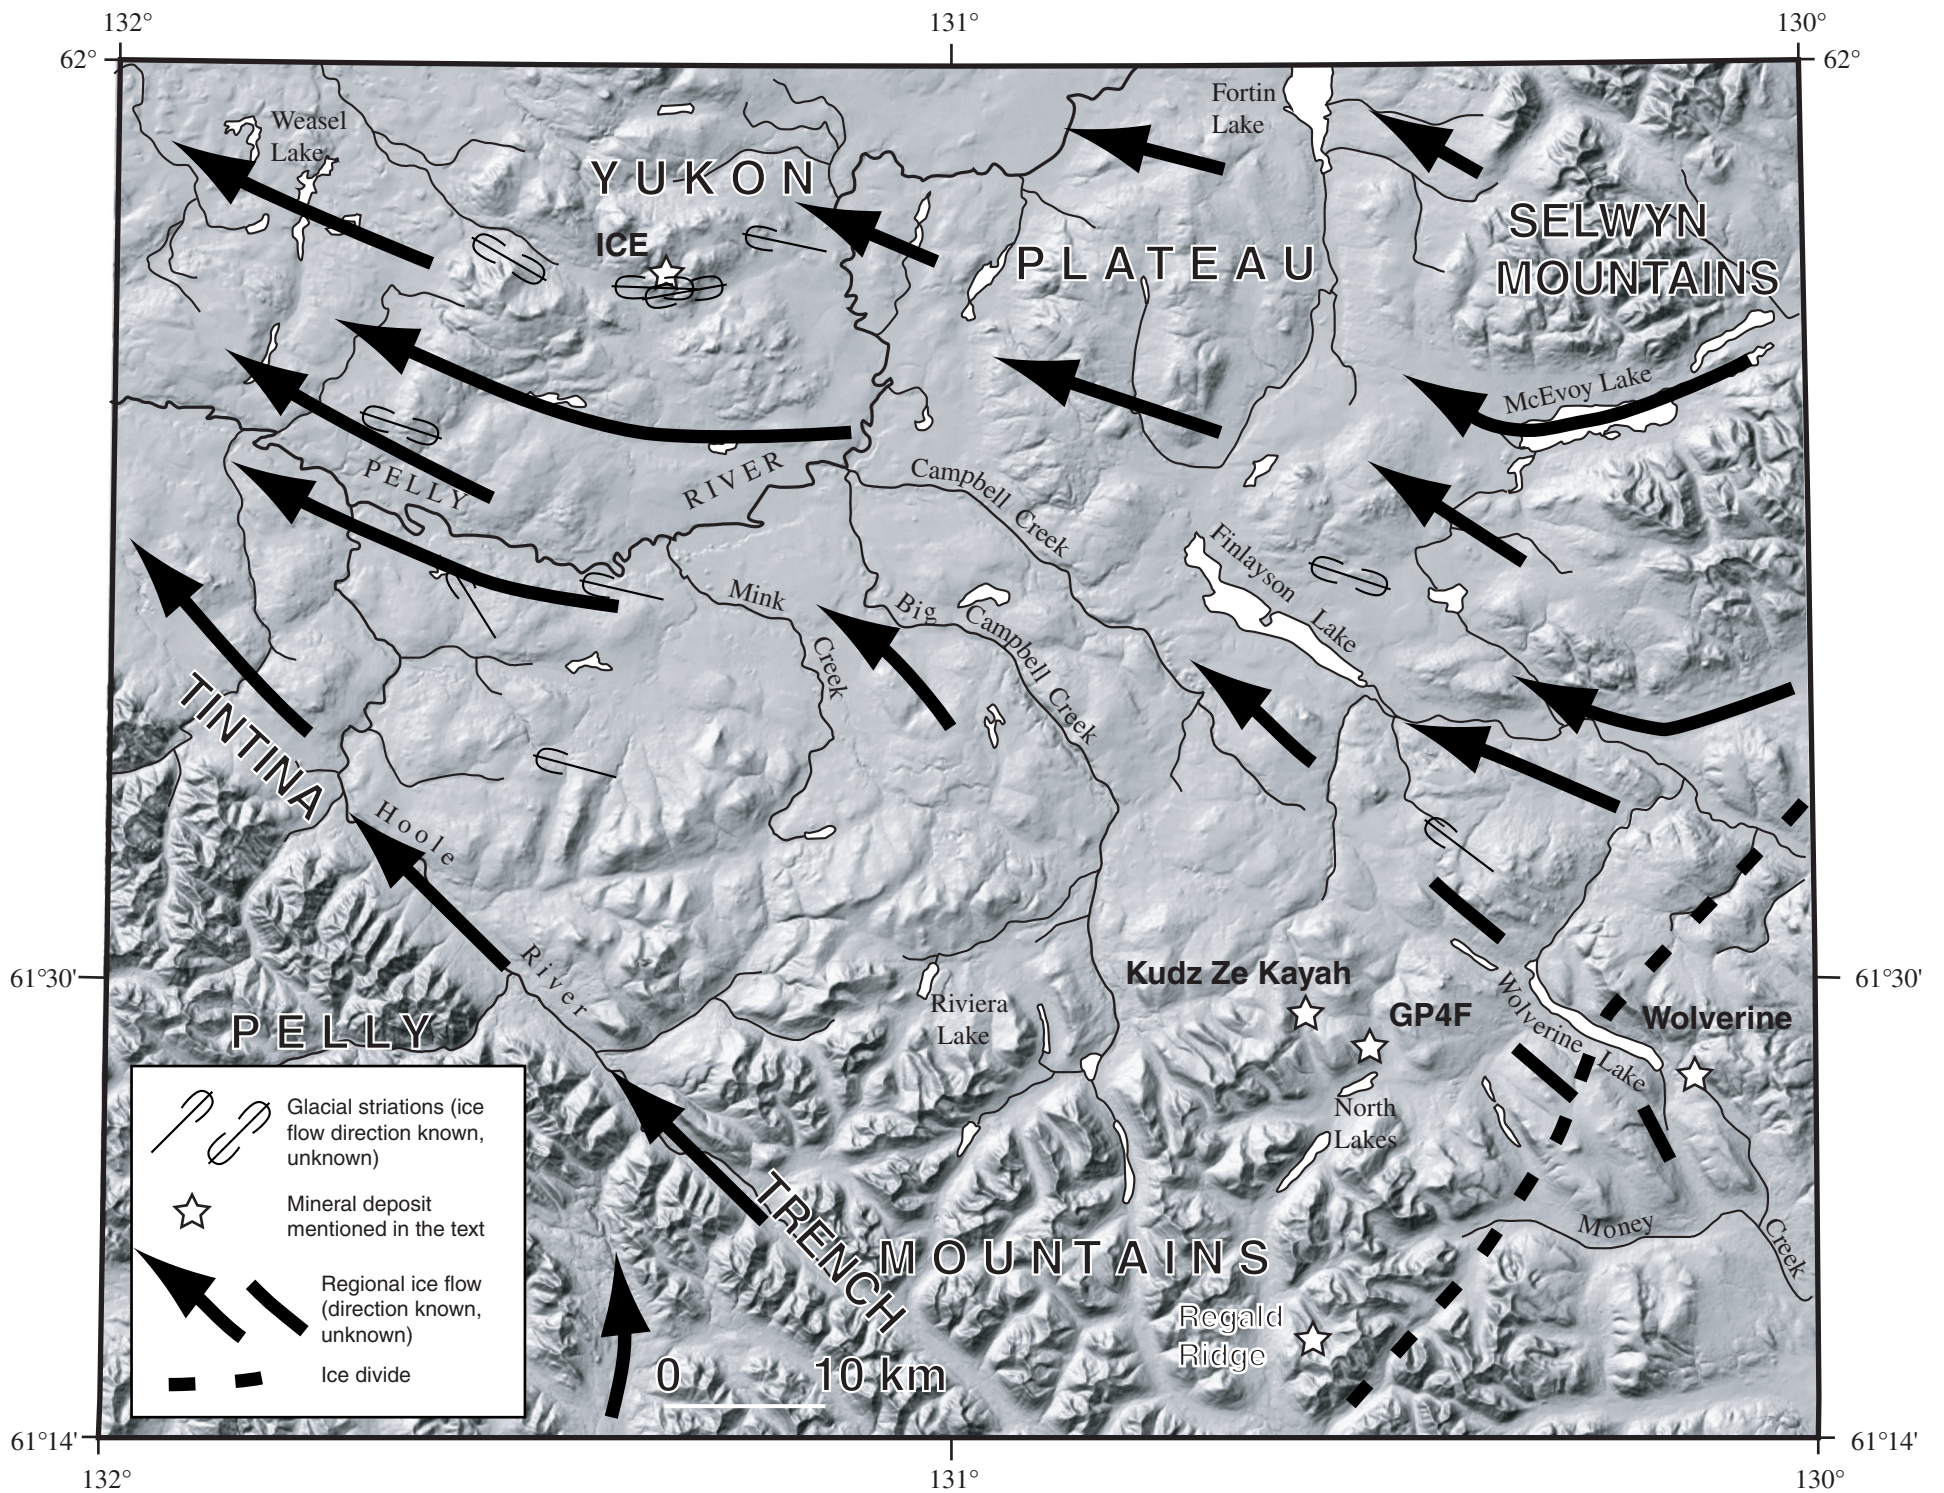 132°
131°
130°
62°
62°
Weasel
Lake
Fortin
Lake
YUKON
ICE
PLATEAU
SELWYN
MOUNTAINS
McEvoy Lake
PELLY
RIVER
Campbell Creek
Finlayson Lake
Mink Creek
Big Campbell Creek
TINTINA
Hoole River
Kudz Ze Kayah
GP4F
Wolverine
Wolverine Lake
61°30'
61°30'
PELLY
Riviera
Lake
North
Lakes
TRENCH
MOUNTAINS
Money Creek
Regald
Ridge
0 10 km
Glacial striations (ice
flow direction known,
unknown)
Mineral deposit
mentioned in the text
Regional ice flow
(direction known,
unknown)
Ice divide
61°14'
61°14'
132°
131°
130°